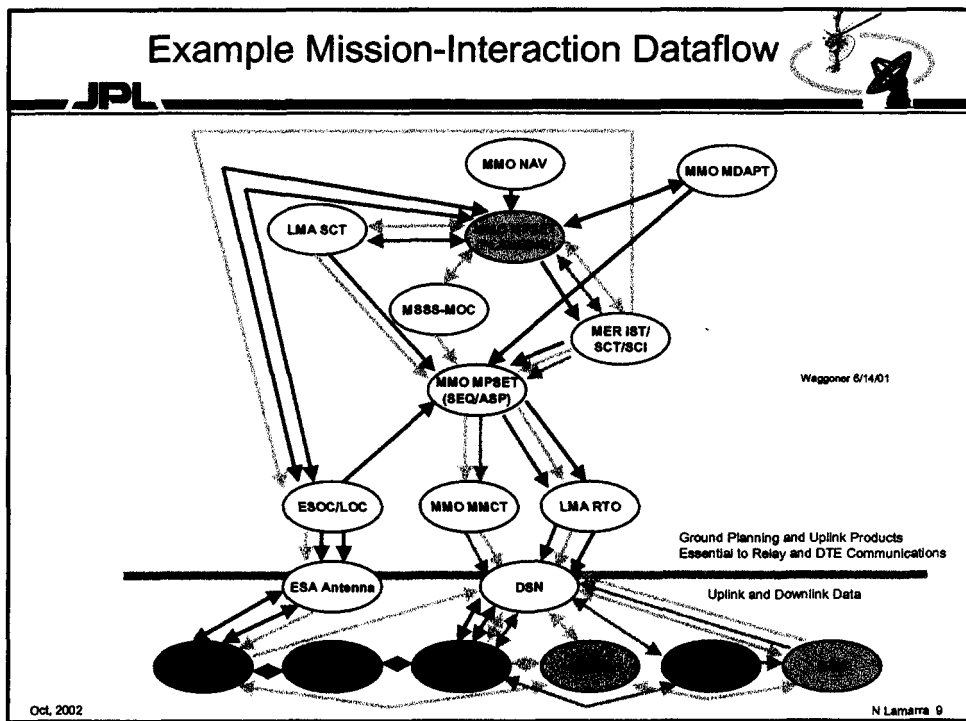 Example Mission-Interaction Dataflow
JPL
MMO NAV
MMO MDAPT
LMA SCT
MSSS-MOC
MER IST/
SCT/SCI
MMO MPSET
(SEQ/ASP)
Waggoner 6/14/01
ESOC/LOC
MMO MMCT
LMA RTO
Ground Planning and Uplink Products
Essential to Relay and DTE Communications
ESA Antenna
DSN
Uplink and Downlink Data
Oct, 2002
N Lamarra 9